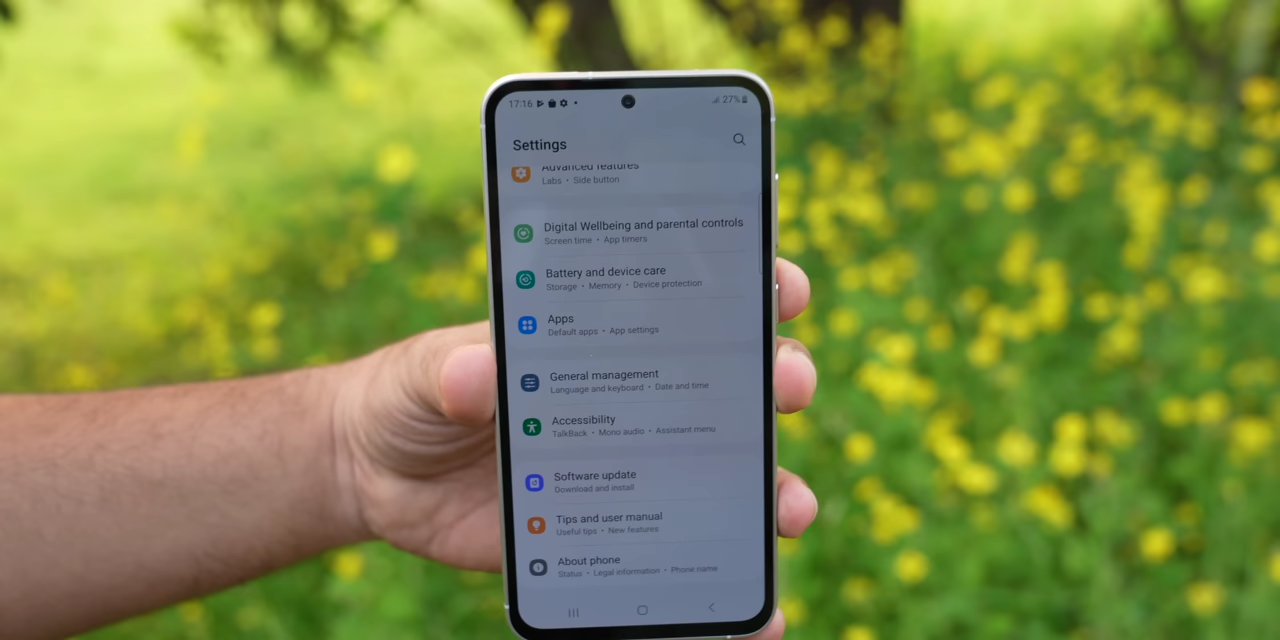 17:16
27%
Settings
Advanced features
Labs • Side button
Digital Wellbeing and parental controls
Screen time • App timers
Battery and device care
Storage • Memory • Device protection
Apps
Default apps • App settings
General management
Language and keyboard • Date and time
Accessibility
TalkBack • Mono audio • Assistant menu
Software update
Download and install
Tips and user manual
Useful tips • New features
About phone
Status • Legal information • Phone name